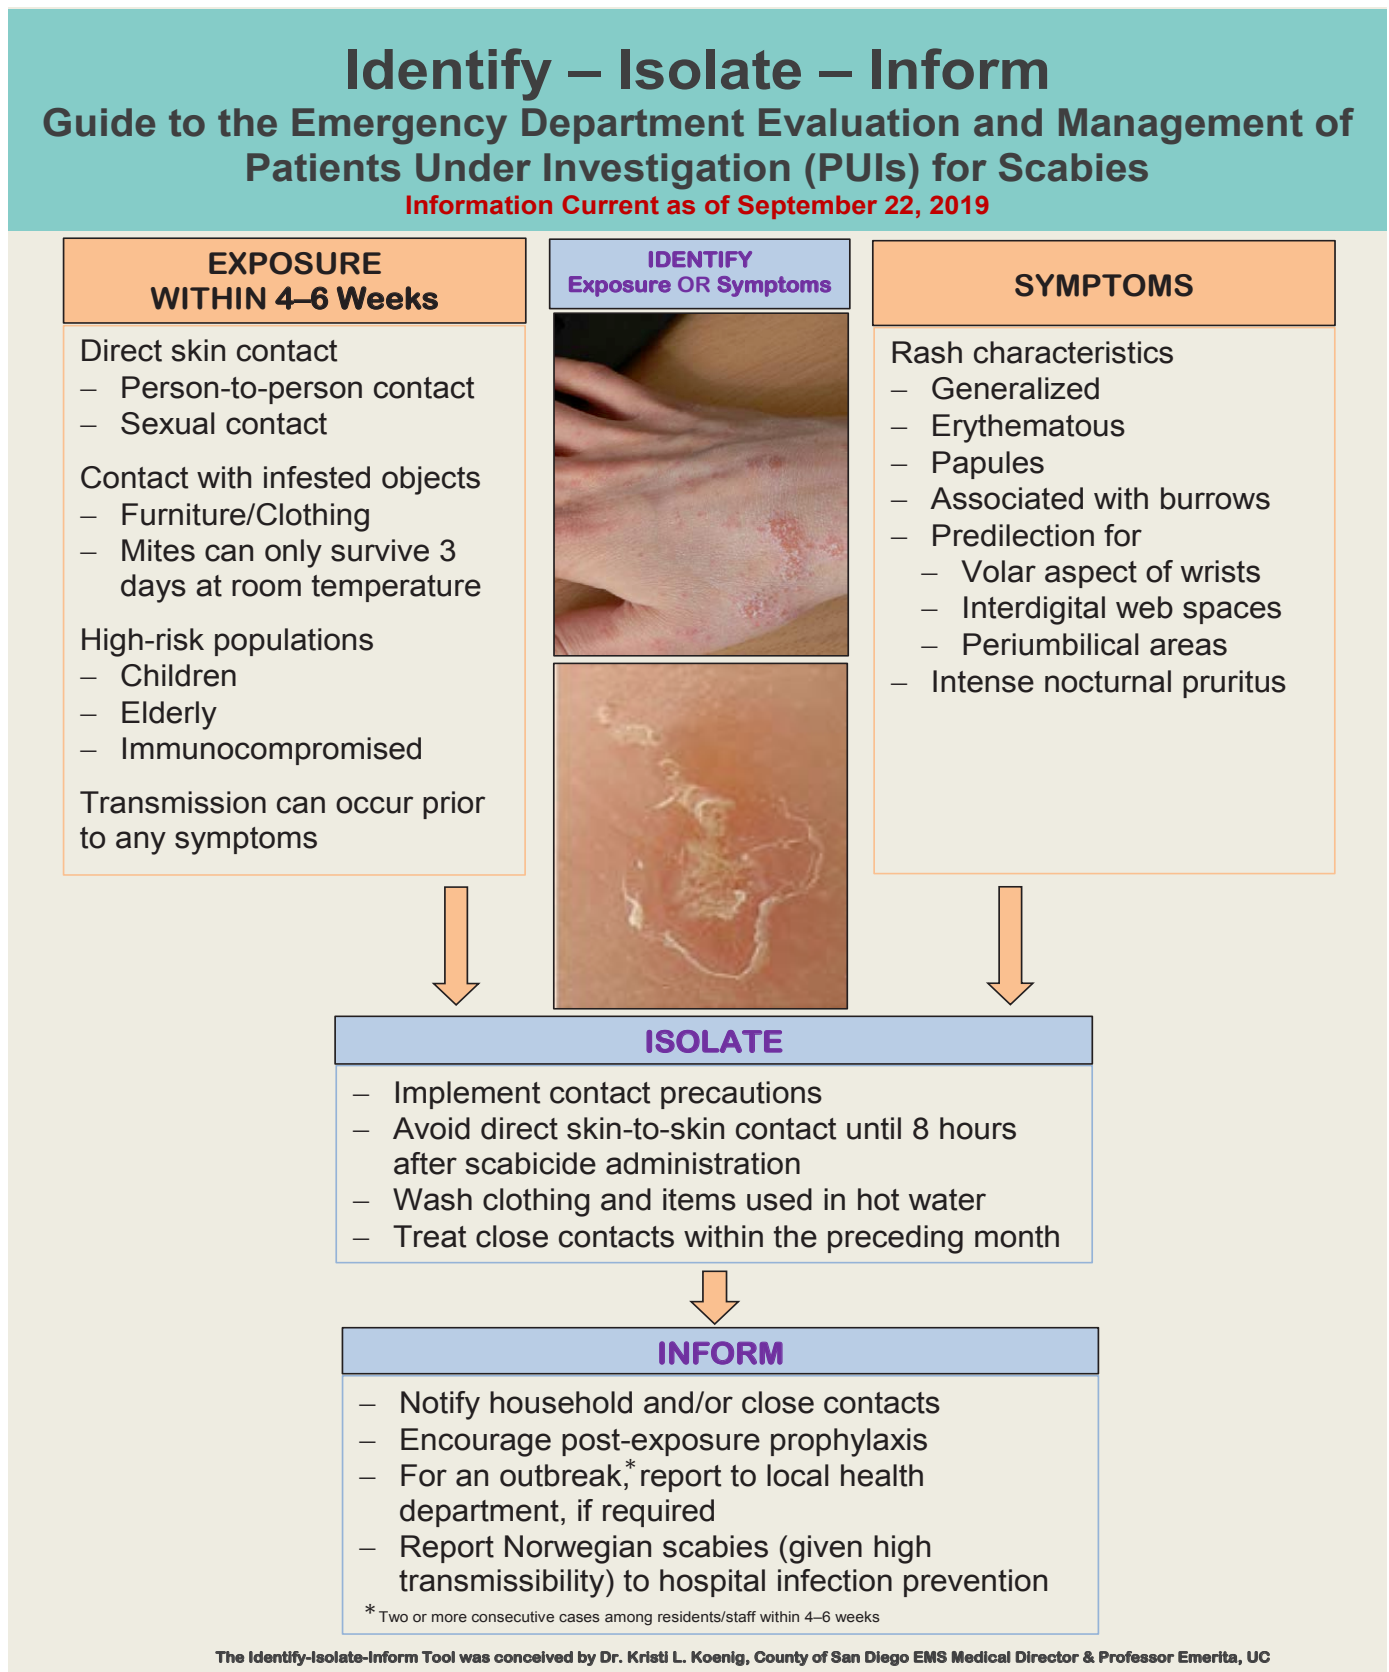 Identify – Isolate – Inform
Guide to the Emergency Department Evaluation and Management of
Patients Under Investigation (PUIs) for Scabies
Information Current as of September 22, 2019
EXPOSURE
WITHIN 4–6 Weeks
Direct skin contact
– Person-to-person contact
– Sexual contact
Contact with infested objects
– Furniture/Clothing
– Mites can only survive 3
days at room temperature
High-risk populations
– Children
– Elderly
– Immunocompromised
Transmission can occur prior
to any symptoms
IDENTIFY
Exposure OR Symptoms
SYMPTOMS
Rash characteristics
– Generalized
– Erythematous
– Papules
– Associated with burrows
– Predilection for
– Volar aspect of wrists
– Interdigital web spaces
– Periumbilical areas
– Intense nocturnal pruritus
ISOLATE
– Implement contact precautions
– Avoid direct skin-to-skin contact until 8 hours
after scabicide administration
– Wash clothing and items used in hot water
– Treat close contacts within the preceding month
INFORM
– Notify household and/or close contacts
– Encourage post-exposure prophylaxis
– For an outbreak,* report to local health
department, if required
– Report Norwegian scabies (given high
transmissibility) to hospital infection prevention
* Two or more consecutive cases among residents/staff within 4–6 weeks
The Identify-Isolate-Inform Tool was conceived by Dr. Kristi L. Koenig, County of San Diego EMS Medical Director & Professor Emerita, UC